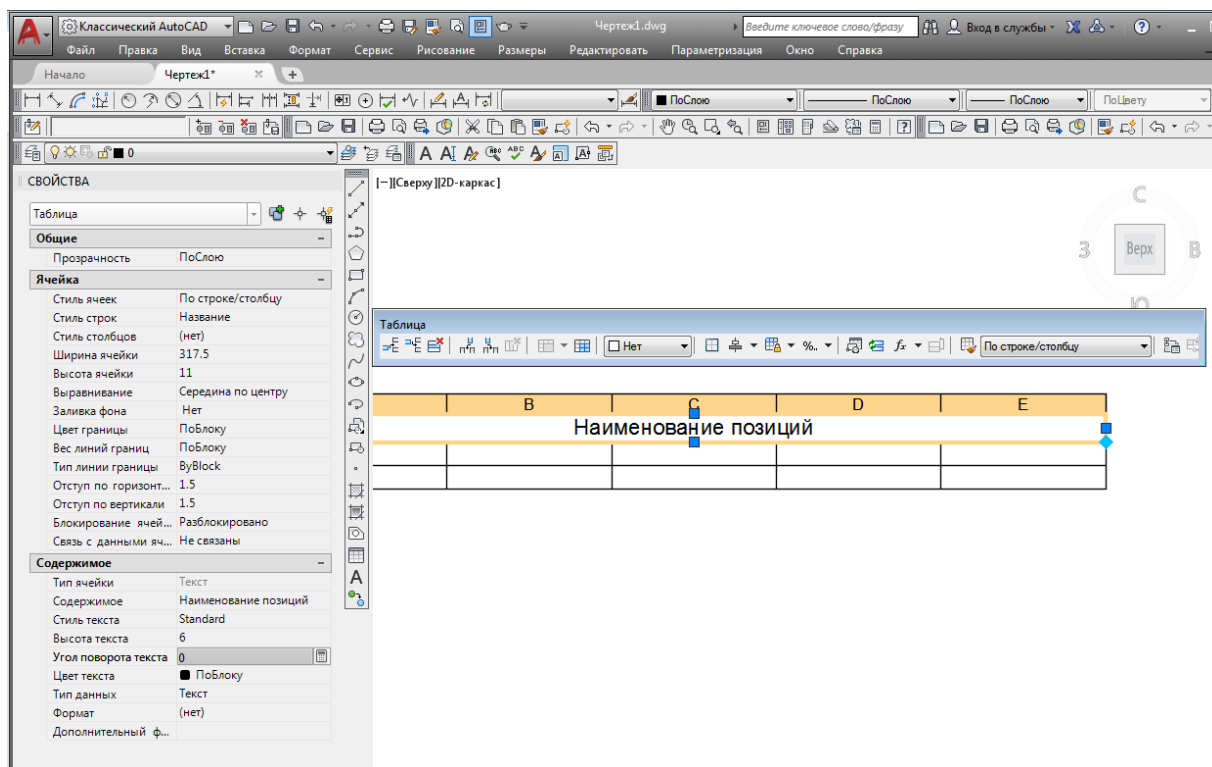 Классический AutoCAD Чертеж1.dwg Введите ключевое слово/фразу Вход в службы
Файл Правка Вид Вставка Формат Сервис Рисование Размеры Редактировать Параметризация Окно Справка
Начало Чертеж1*
ПоСлою ПоСлою ПоСлою ПоЦвету
0
СВОЙСТВА
[−][Сверху][2D-каркас]
С
Таблица
З Верх В
Ю
Общие
Прозрачность ПоСлою
Ячейка
Стиль ячеек По строке/столбцу
Стиль строк Название
Стиль столбцов (нет)
Ширина ячейки 317.5
Высота ячейки 11
Выравнивание Середина по центру
Заливка фона Нет
Цвет границы ПоБлоку
Вес линий границ ПоБлоку
Тип линии границы ByBlock
Отступ по горизонт... 1.5
Отступ по вертикали 1.5
Блокирование ячей... Разблокировано
Связь с данными яч... Не связаны
Содержимое
Тип ячейки Текст
Содержимое Наименование позиций
Стиль текста Standard
Высота текста 6
Угол поворота текста 0
Цвет текста ПоБлоку
Тип данных Текст
Формат (нет)
Дополнительный ф...
Таблица
Нет По строке/столбцу
B C D E
Наименование позиций